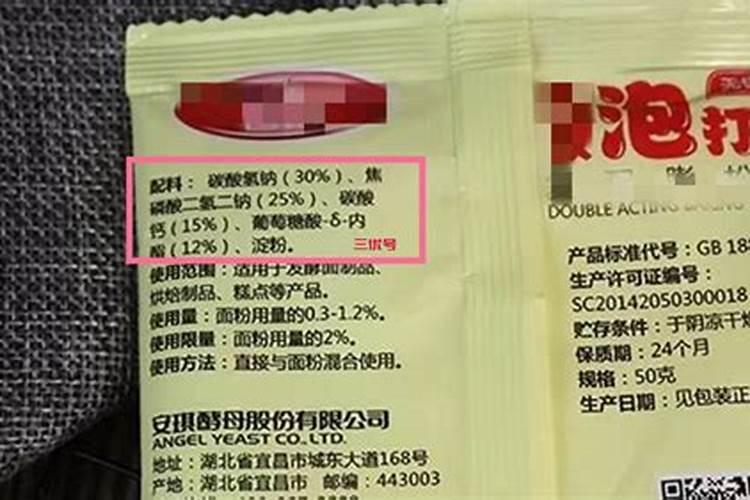 配料： 碳酸氢钠（30%）、焦
磷酸二氢二钠（25%）、碳酸
钙（15%）、葡萄糖酸-δ-内
酯（12%）、淀粉。
三优号
使用范围：适用于发酵面制品、
烘焙制品、糕点等产品。
使用量：面粉用量的0.3-1.2%。
使用限量：面粉用量的2%。
使用方法：直接与面粉混合使用。
安琪酵母股份有限公司
ANGEL YEAST CO., LTD.
地址：湖北省宜昌市城东大道168号
产地：湖北省宜昌市 邮编：443003
泡打
DOUBLE ACTING BAKING
产品标准代号：GB 188
生产许可证编号：
SC20142050300018
贮存条件：于阴凉干燥
保质期：24个月
规格：50克
生产日期：见包装正